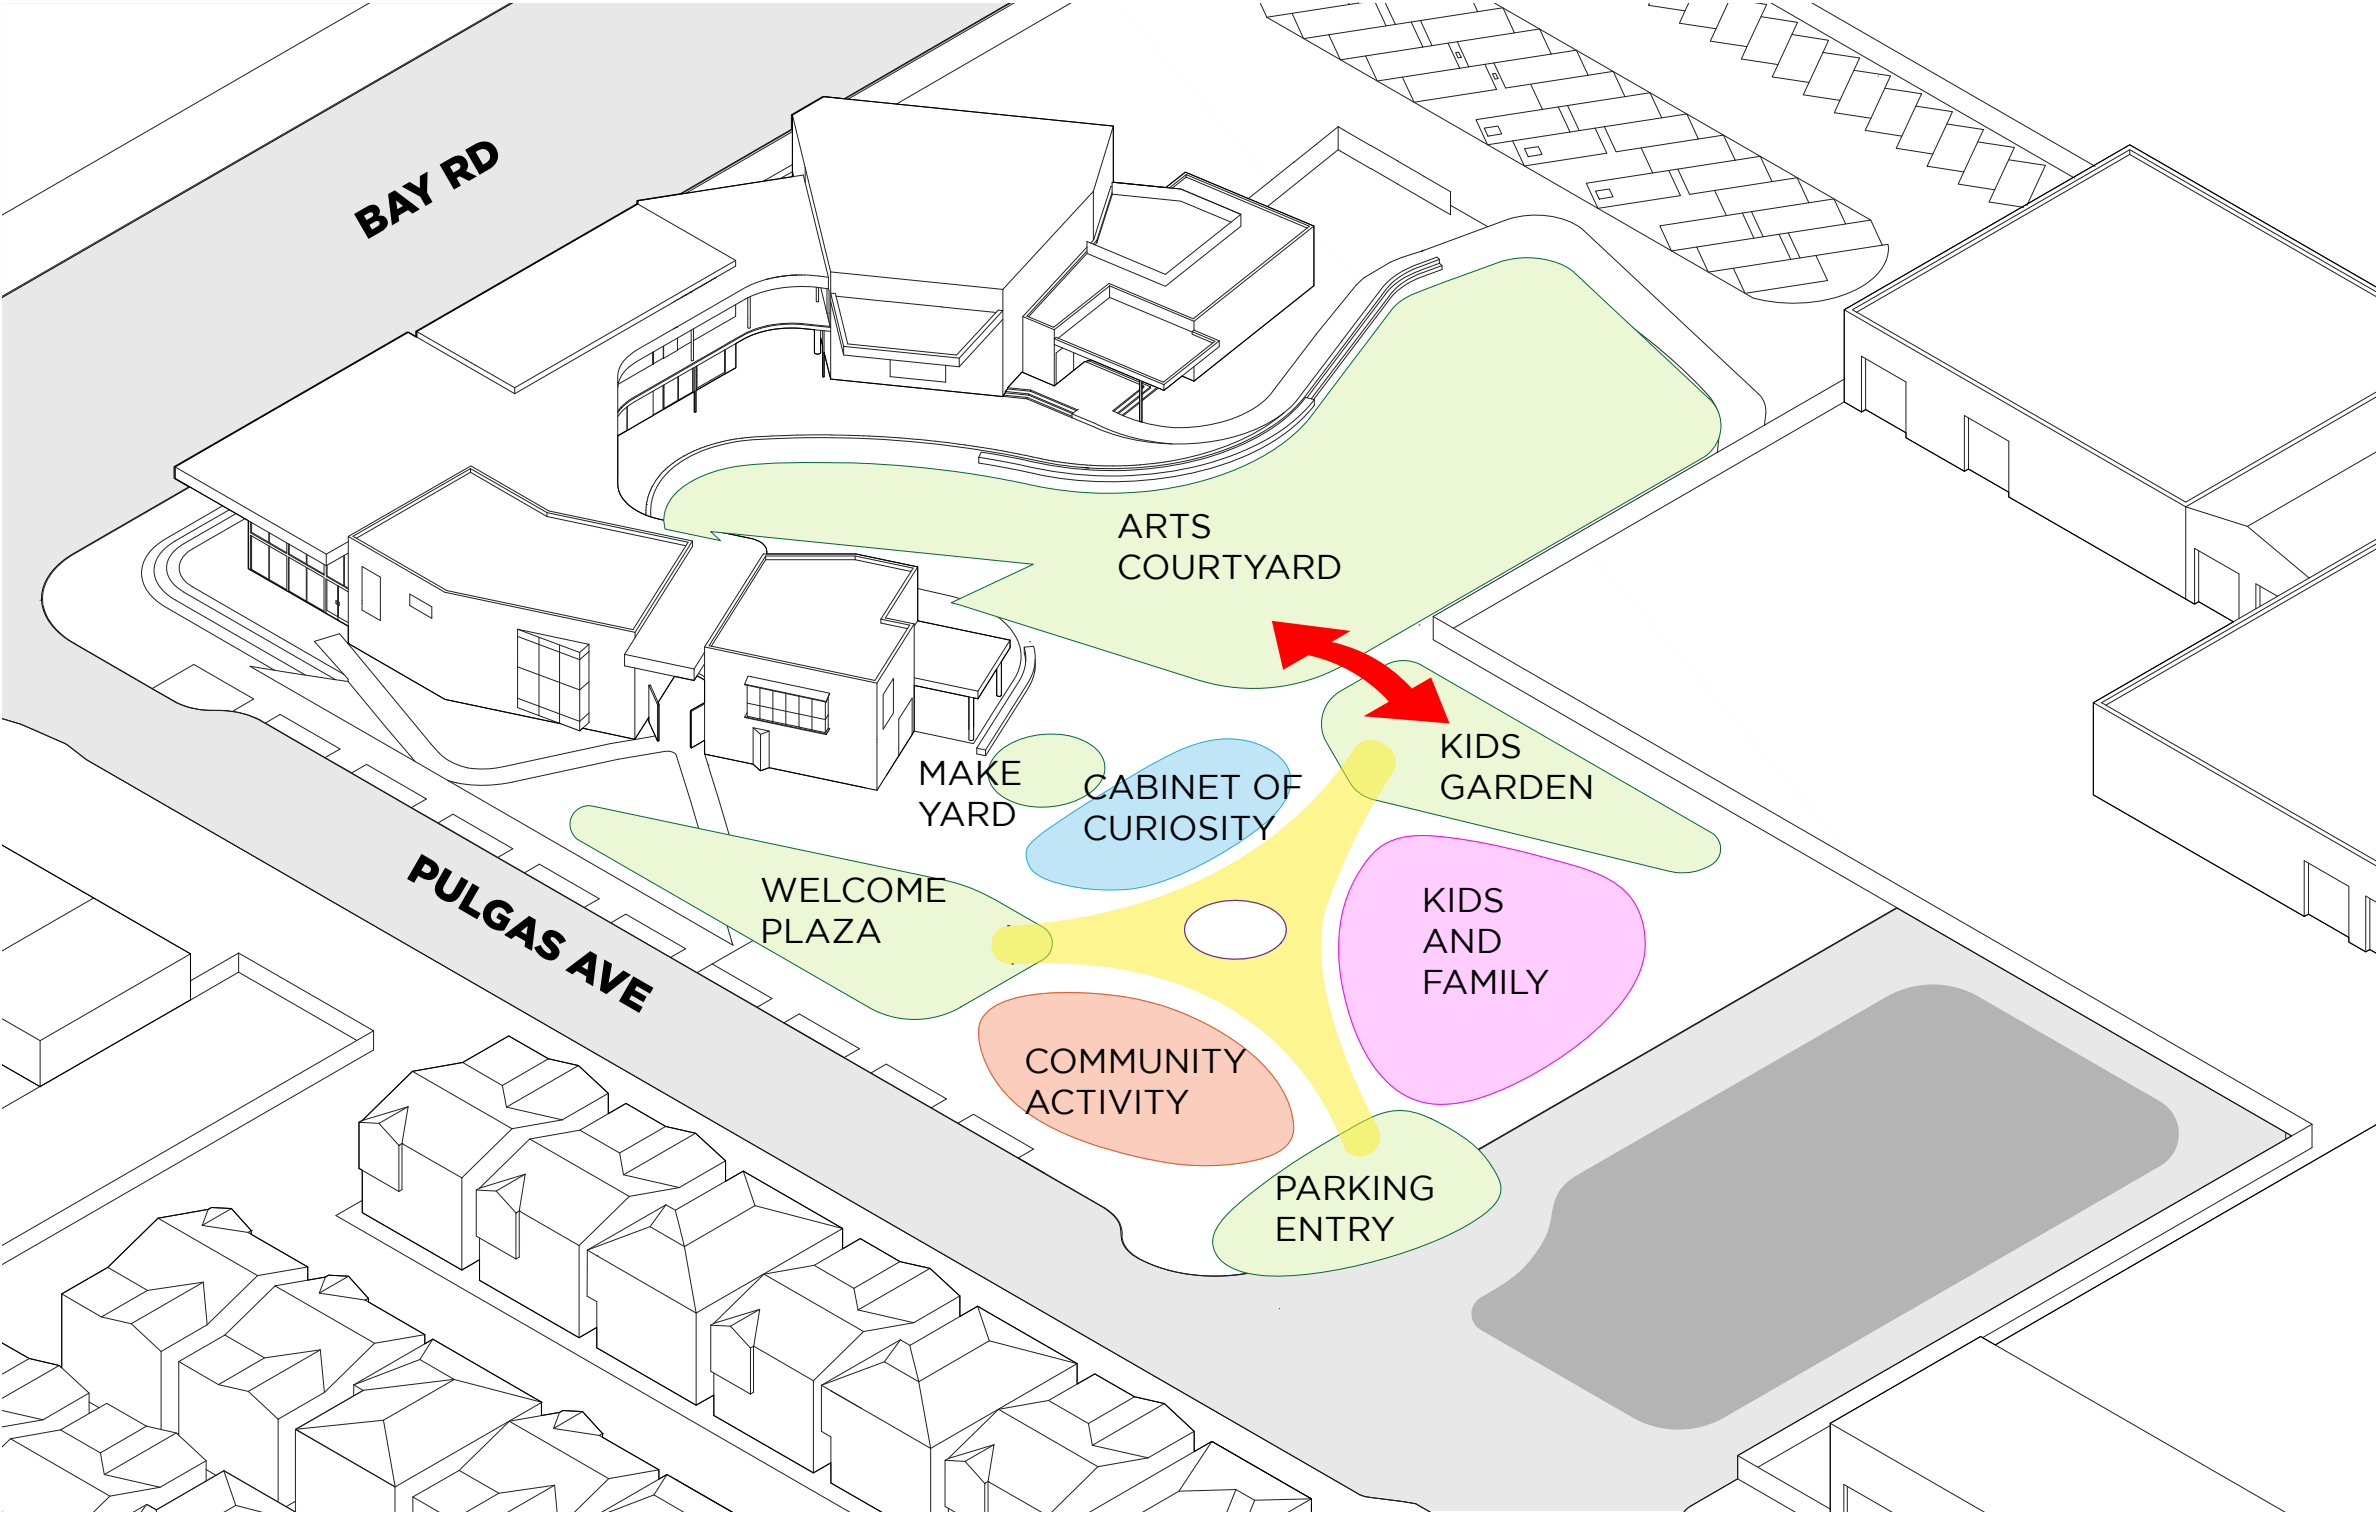 BAY RD
ARTS
COURTYARD
KIDS
GARDEN
MAKE
YARD
CABINET OF
CURIOSITY
WELCOME
PLAZA
KIDS
AND
FAMILY
PULGAS AVE
COMMUNITY
ACTIVITY
PARKING
ENTRY